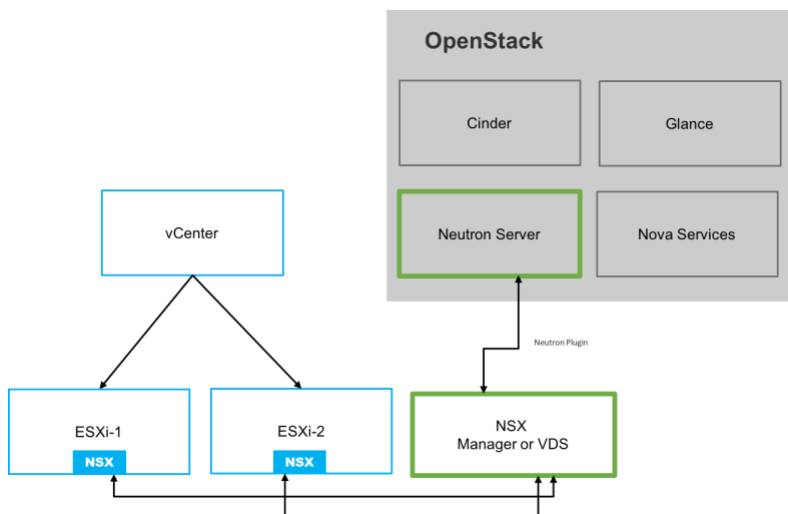 OpenStack
Cinder
Glance
vCenter
Neutron Server
Nova Services
Neutron Plugin
ESXi-1
NSX
ESXi-2
NSX
NSX
Manager or VDS